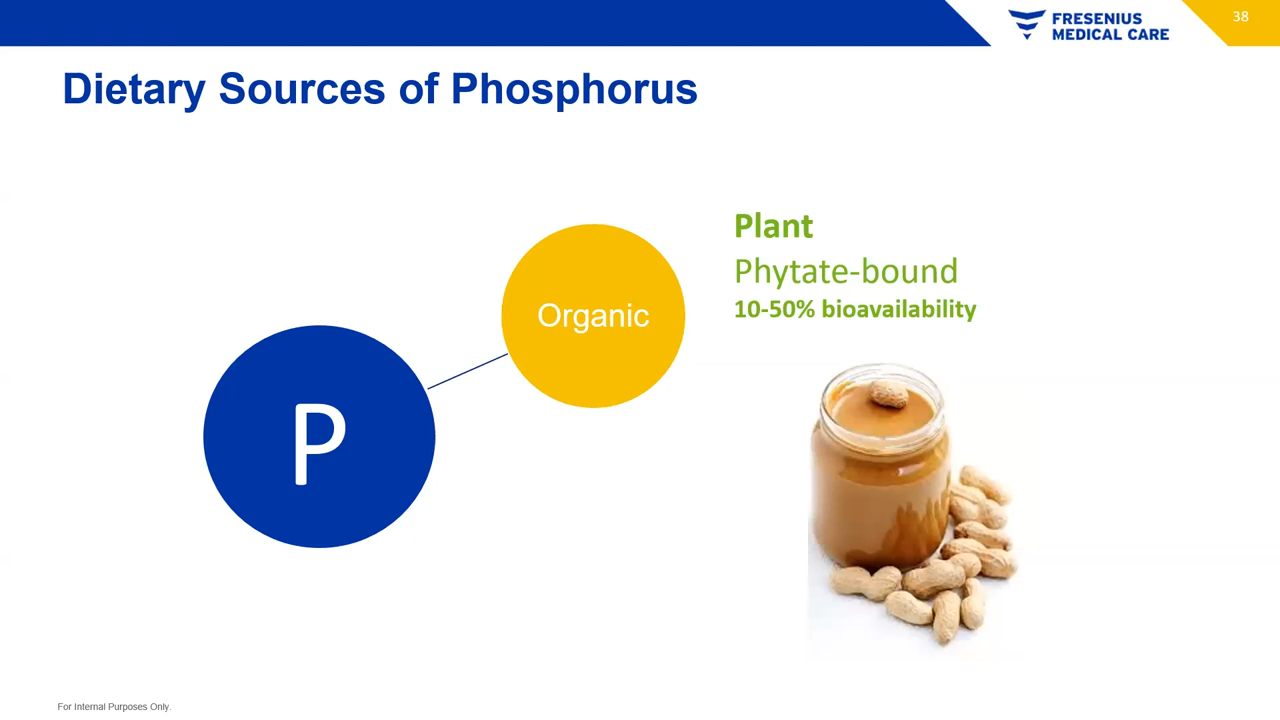 38
FRESENIUS
MEDICAL CARE
Dietary Sources of Phosphorus
Plant
Phytate-bound
10-50% bioavailability
Organic
P
For Internal Purposes Only.